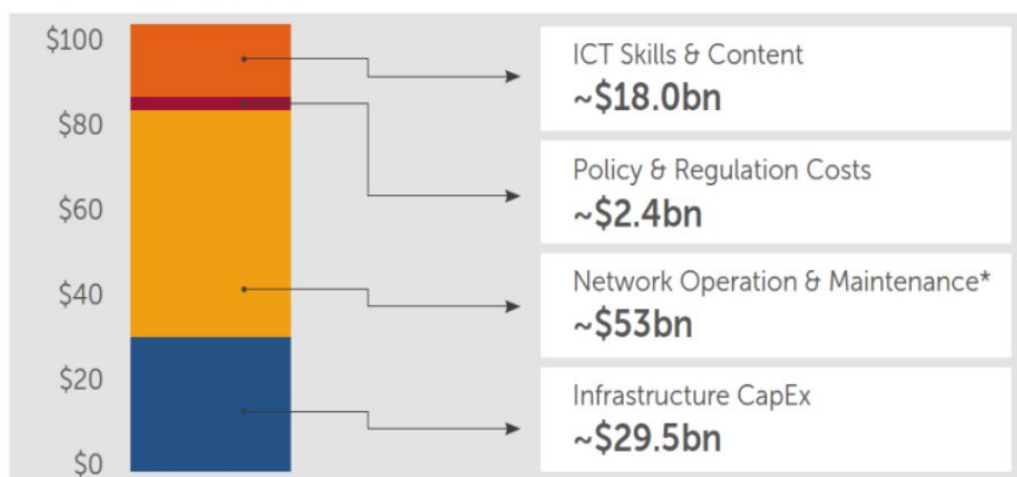 $100
$80
$60
$40
$20
$0
ICT Skills & Content
~$18.0bn
Policy & Regulation Costs
~$2.4bn
Network Operation & Maintenance*
~$53bn
Infrastructure CapEx
~$29.5bn